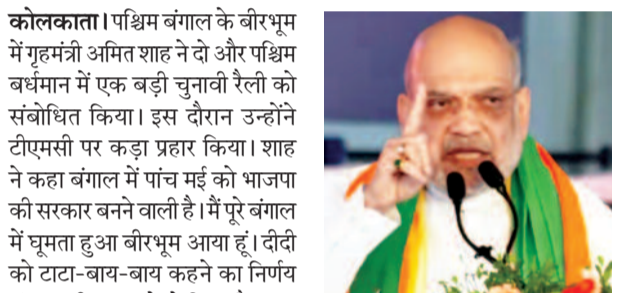 कोलकाता। पश्चिम बंगाल के बीरभूम
में गृहमंत्री अमित शाह ने दो और पश्चिम
बर्धमान में एक बड़ी चुनावी रैली को
संबोधित किया। इस दौरान उन्होंने
टीएमसी पर कड़ा प्रहार किया। शाह
ने कहा बंगाल में पांच मई को भाजपा
की सरकार बनने वाली है। मैं पूरे बंगाल
में घूमता हुआ बीरभूम आया हूं। दीदी
को टाटा-बाय-बाय कहने का निर्णय